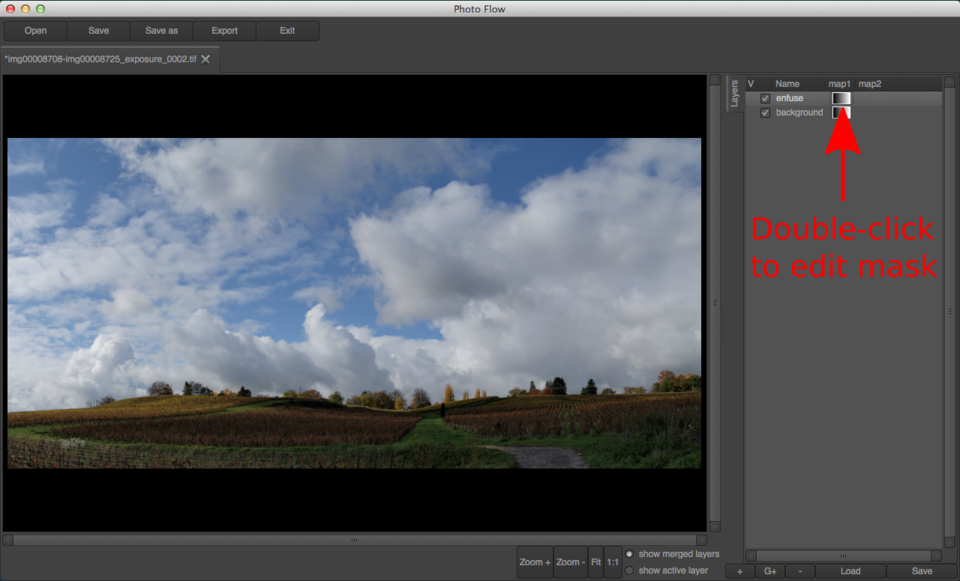 Photo Flow
Open Save Save as Export Exit
*img00008708-img00008725_exposure_0002.tif
Layers
V Name map1 map2
enfuse
background
Double-click
to edit mask
Zoom + Zoom - Fit 1:1
show merged layers
show active layer
+ G+ - Load Save